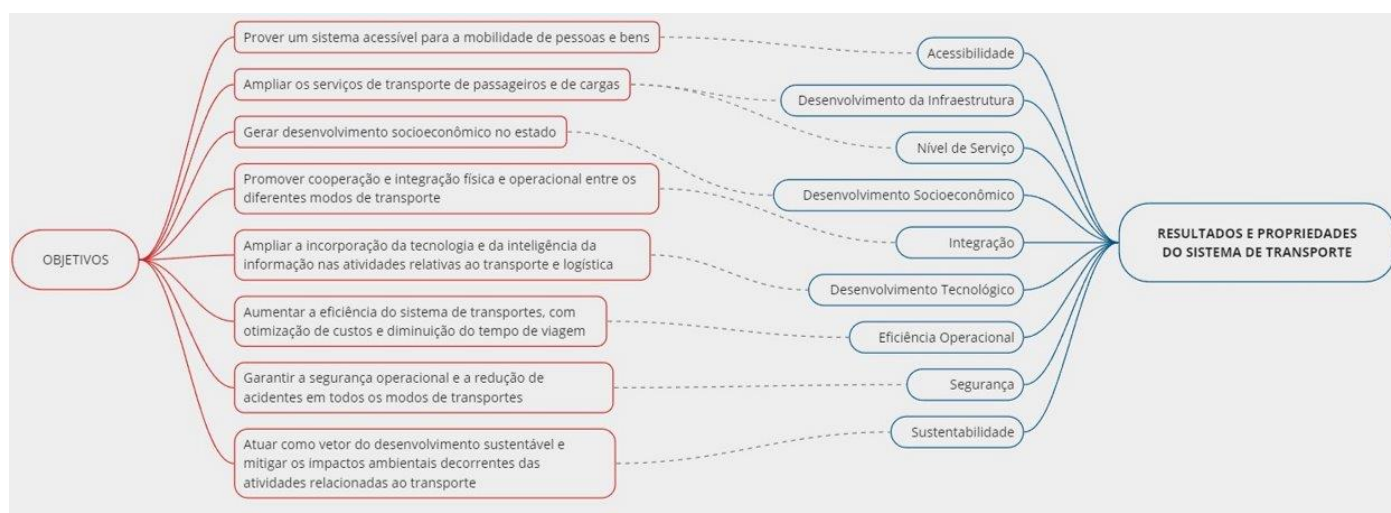 OBJETIVOS
Prover um sistema acessível para a mobilidade de pessoas e bens
Ampliar os serviços de transporte de passageiros e de cargas
Gerar desenvolvimento socioeconômico no estado
Promover cooperação e integração física e operacional entre os
diferentes modos de transporte
Ampliar a incorporação da tecnologia e da inteligência da
informação nas atividades relativas ao transporte e logística
Aumentar a eficiência do sistema de transportes, com
otimização de custos e diminuição do tempo de viagem
Garantir a segurança operacional e a redução de
acidentes em todos os modos de transportes
Atuar como vetor do desenvolvimento sustentável e
mitigar os impactos ambientais decorrentes das
atividades relacionadas ao transporte
Acessibilidade
Desenvolvimento da Infraestrutura
Nível de Serviço
Desenvolvimento Socioeconômico
Integração
Desenvolvimento Tecnológico
Eficiência Operacional
Segurança
Sustentabilidade
RESULTADOS E PROPRIEDADES
DO SISTEMA DE TRANSPORTE